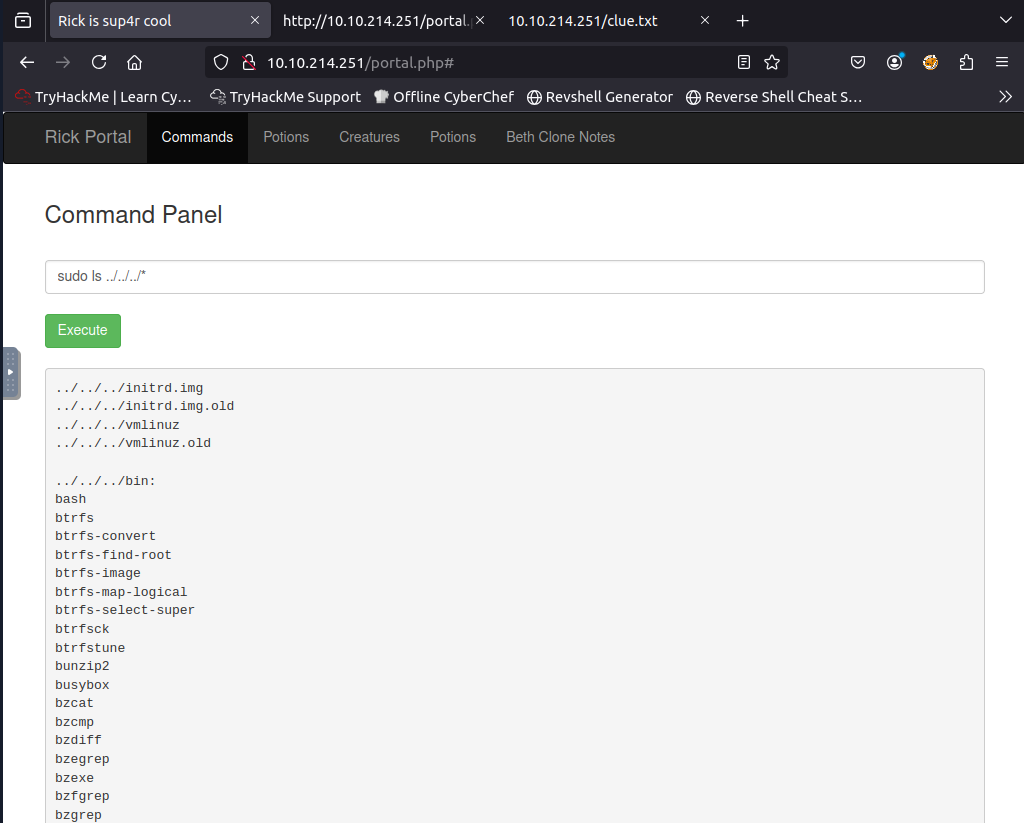 Rick is sup4r cool
http://10.10.214.251/portal.
10.10.214.251/clue.txt
10.10.214.251/portal.php#
TryHackMe | Learn Cy…
TryHackMe Support
Offline CyberChef
Revshell Generator
Reverse Shell Cheat S…
Rick Portal
Commands
Potions
Creatures
Potions
Beth Clone Notes
Command Panel
sudo ls ../../../*
Execute
../../../initrd.img
../../../initrd.img.old
../../../vmlinuz
../../../vmlinuz.old
../../../bin:
bash
btrfs
btrfs-convert
btrfs-find-root
btrfs-image
btrfs-map-logical
btrfs-select-super
btrfsck
btrfstune
bunzip2
busybox
bzcat
bzcmp
bzdiff
bzegrep
bzexe
bzfgrep
bzgrep